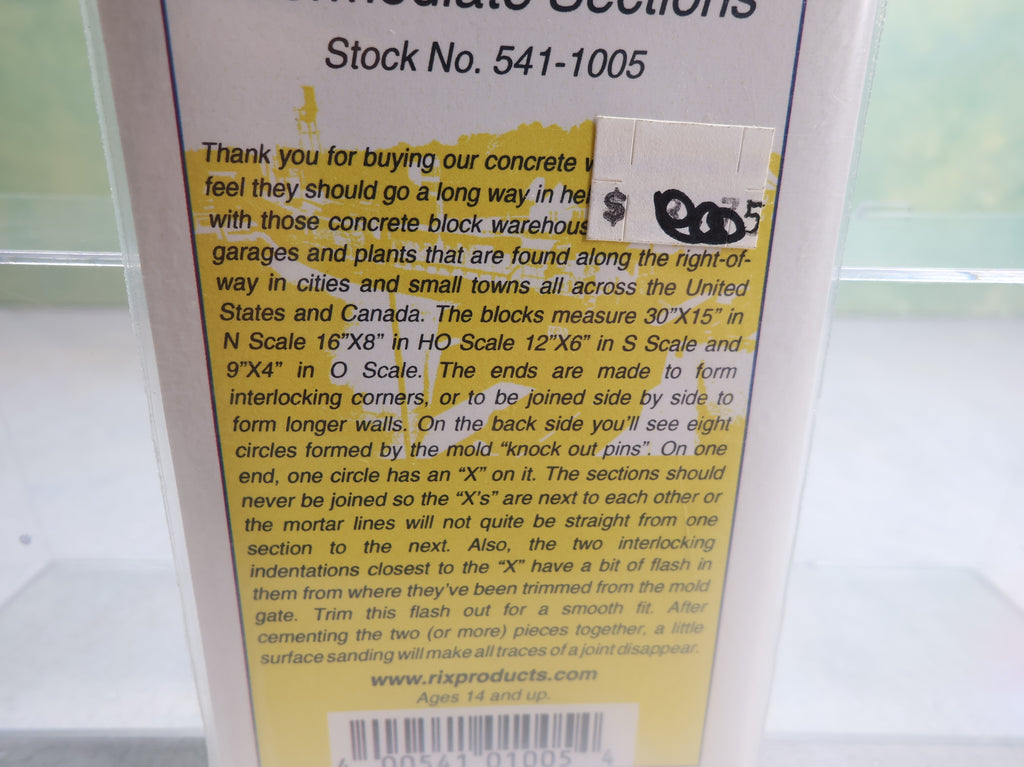 Intermediate Sections
Stock No. 541-1005
Thank you for buying our concrete
feel they should go a long way in
with those concrete block
garages and plants that are found along the right-of-
way in cities and small towns all across the United
States and Canada. The blocks measure 30”X15” in
N Scale 16”X8” in HO Scale 12”X6” in S Scale and
9”X4” in O Scale. The ends are made to form
interlocking corners, or to be joined side by side to
form longer walls. On the back side you’ll see eight
circles formed by the mold “knock out pins”. On one
end, one circle has an “X” on it. The sections should
never be joined so the “X’s” are next to each other or
the mortar lines will not quite be straight from one
section to the next. Also, the two interlocking
indentations closest to the “X” have a bit of flash in
them from where they’ve been trimmed from the mold
gate. Trim this flash out for a smooth fit. After
cementing the two (or more) pieces together, a little
surface sanding will make all traces of a joint disappear.
www.rixproducts.com
Ages 14 and up.
4 00541 01005 4
$